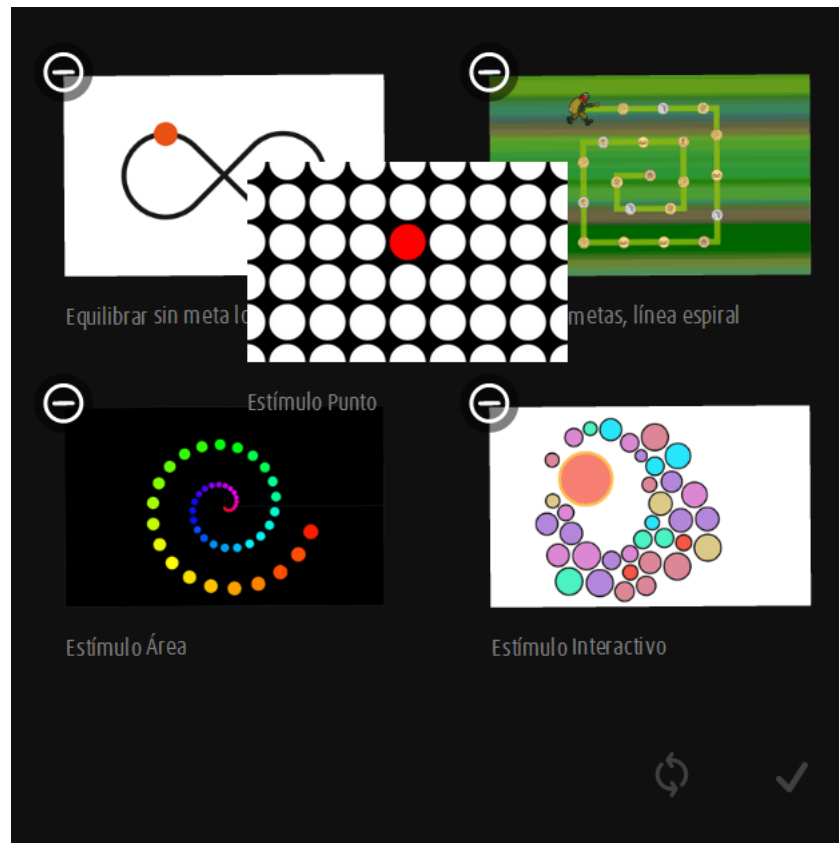 Equilibrar sin meta
metas, línea espiral
Estímulo Punto
Estímulo Área
Estímulo Interactivo